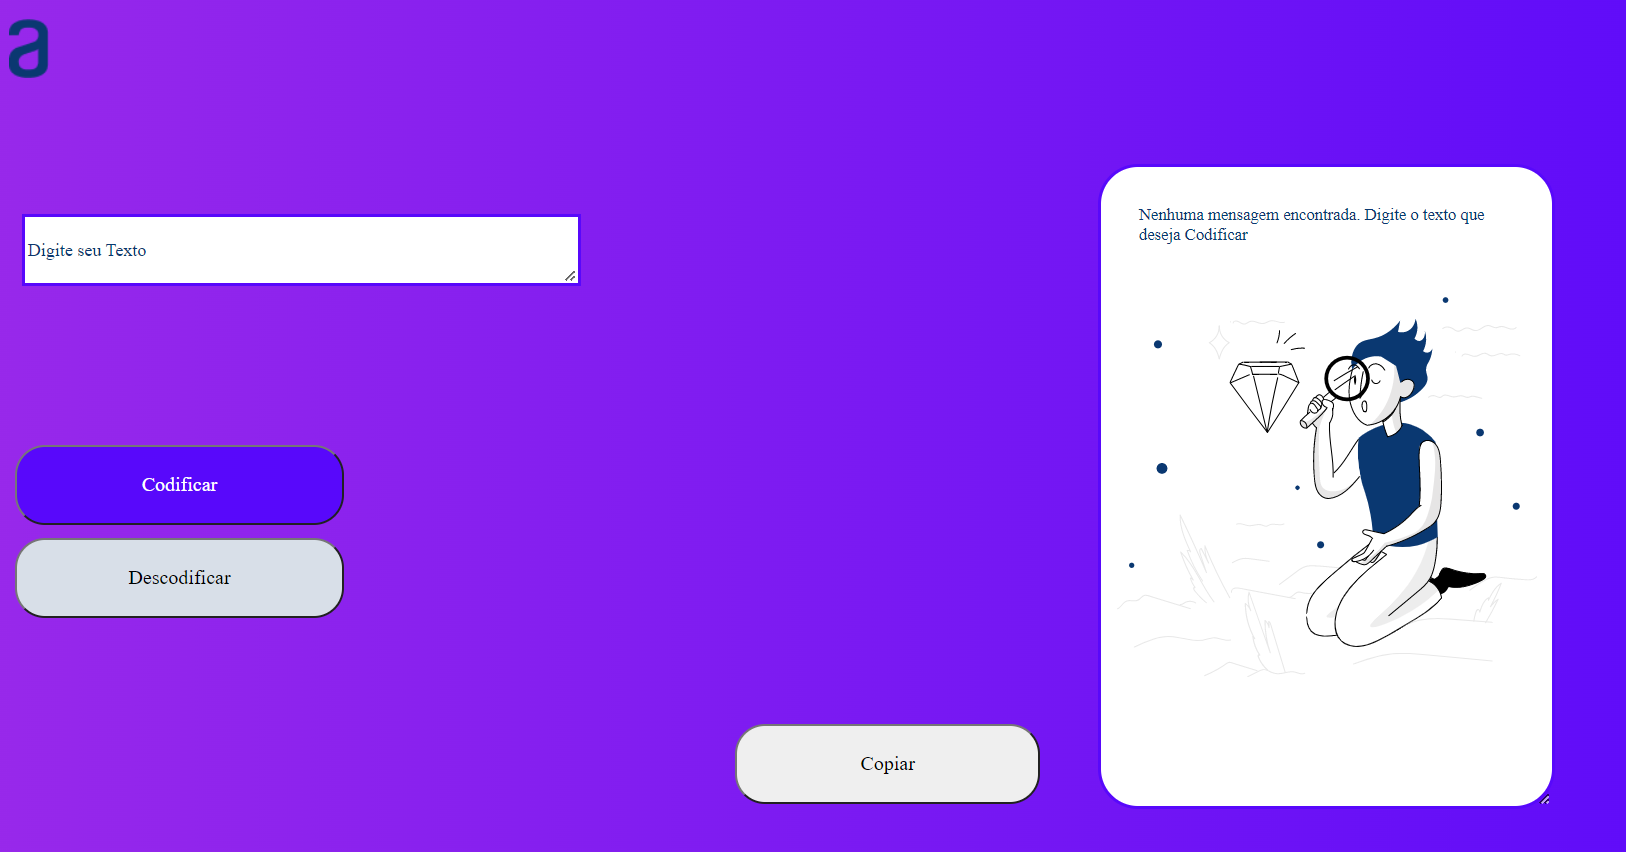 a
Digite seu Texto
Codificar
Descodificar
Copiar
Nenhuma mensagem encontrada. Digite o texto que
deseja Codificar